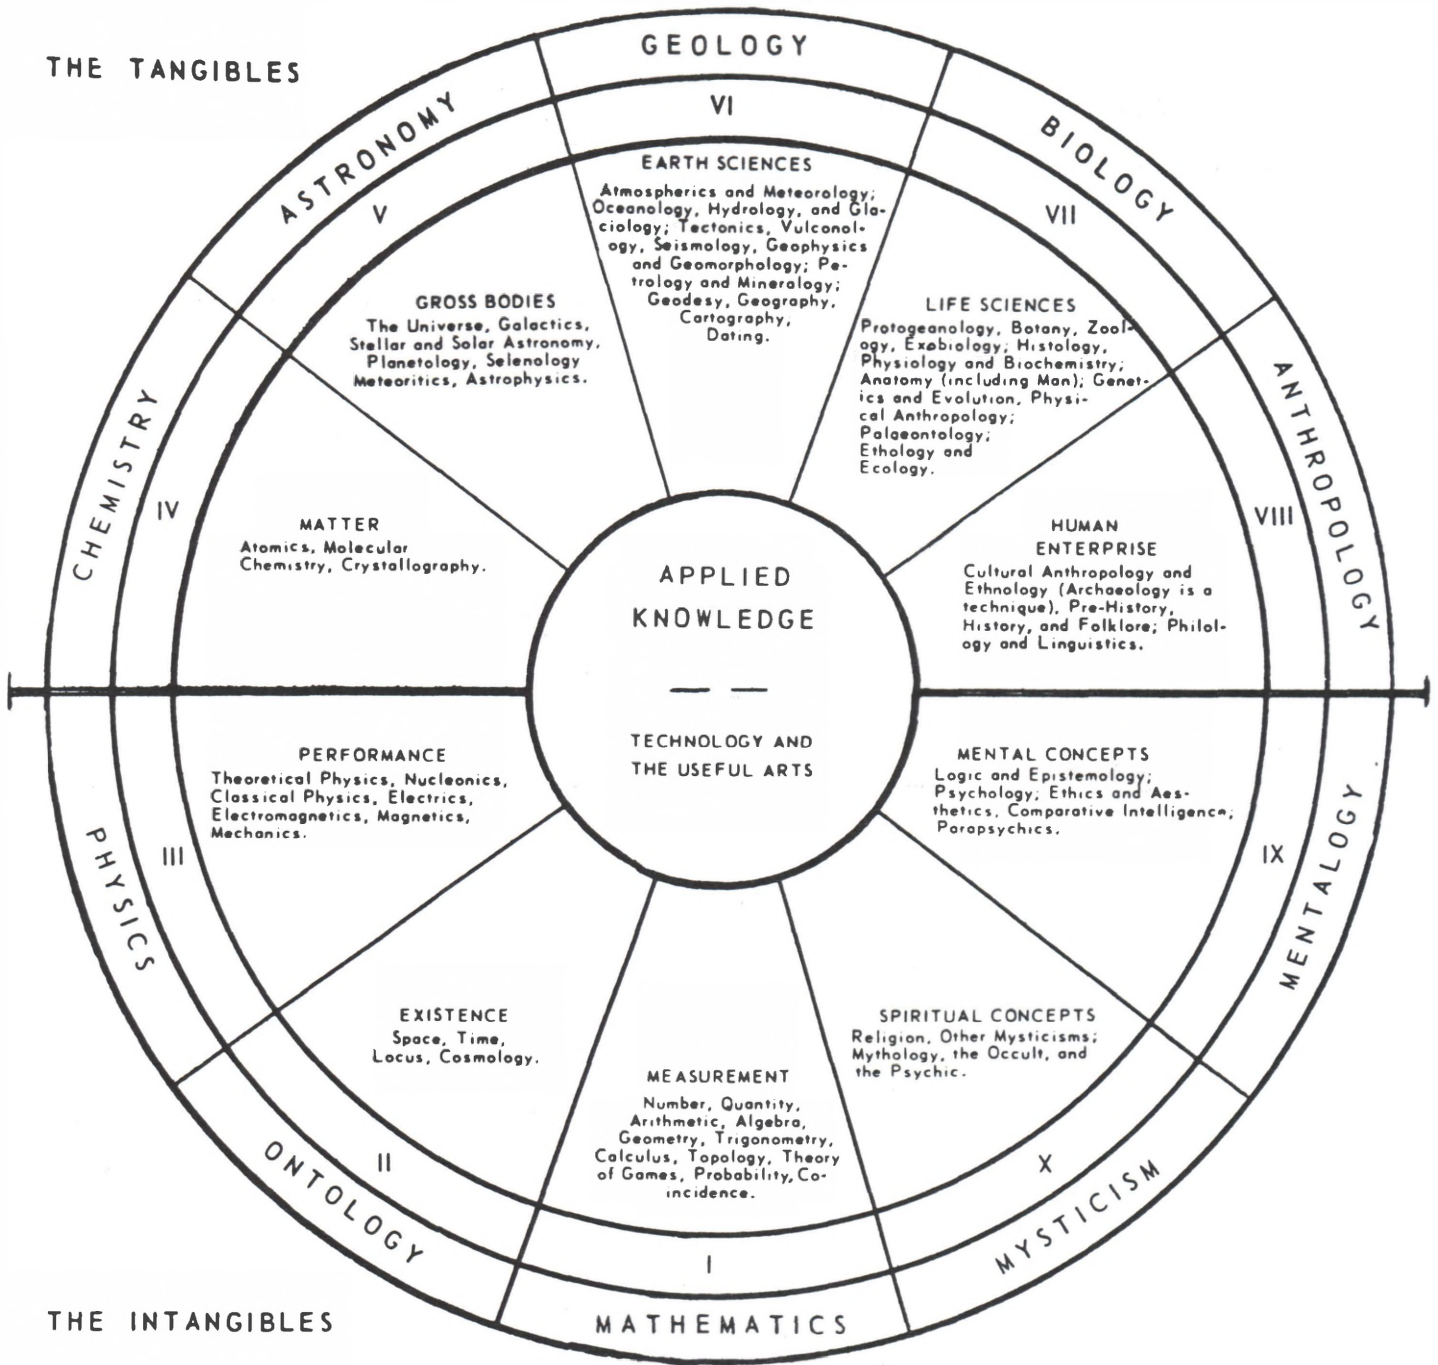 THE TANGIBLES
GEOLOGY
VI
EARTH SCIENCES
Atmospherics and Meteorology;
Oceanology, Hydrology, and Gla-
ciology; Tectonics, Vulconol-
ogy, Seismology, Geophysics
and Geomorphology; Pe-
trology and Mineralogy;
Geodesy, Geography,
Cartography,
Dating.
BIOLOGY
VII
LIFE SCIENCES
Protogeanology, Botany, Zool-
ogy, Exobiology; Histology,
Physiology and Biochemistry;
Anatomy (including Man); Genet-
ics and Evolution, Physi-
cal Anthropology;
Palaeontology;
Ethology and
Ecology.
ANTHROPOLOGY
VIII
HUMAN
ENTERPRISE
Cultural Anthropology and
Ethnology (Archaeology is a
technique), Pre-History,
History, and Folklore; Philol-
ogy and Linguistics.
MENTALOGY
IX
MENTAL CONCEPTS
Logic and Epistemology;
Psychology; Ethics and Aes-
thetics, Comparative Intelligence;
Parapsychics.
MYSTICISM
X
SPIRITUAL CONCEPTS
Religion, Other Mysticisms;
Mythology, the Occult, and
the Psychic.
MATHEMATICS
I
MEASUREMENT
Number, Quantity,
Arithmetic, Algebra,
Geometry, Trigonometry,
Calculus, Topology, Theory
of Games, Probability, Co-
incidence.
ONTOLOGY
II
EXISTENCE
Space, Time,
Locus, Cosmology.
PHYSICS
III
PERFORMANCE
Theoretical Physics, Nucleonics,
Classical Physics, Electrics,
Electromagnetics, Magnetics,
Mechanics.
CHEMISTRY
IV
MATTER
Atomics, Molecular
Chemistry, Crystallography.
ASTRONOMY
V
GROSS BODIES
The Universe, Galactics,
Stellar and Solar Astronomy,
Planetology, Selenology
Meteoritics, Astrophysics.
APPLIED
KNOWLEDGE
— —
TECHNOLOGY AND
THE USEFUL ARTS
THE INTANGIBLES